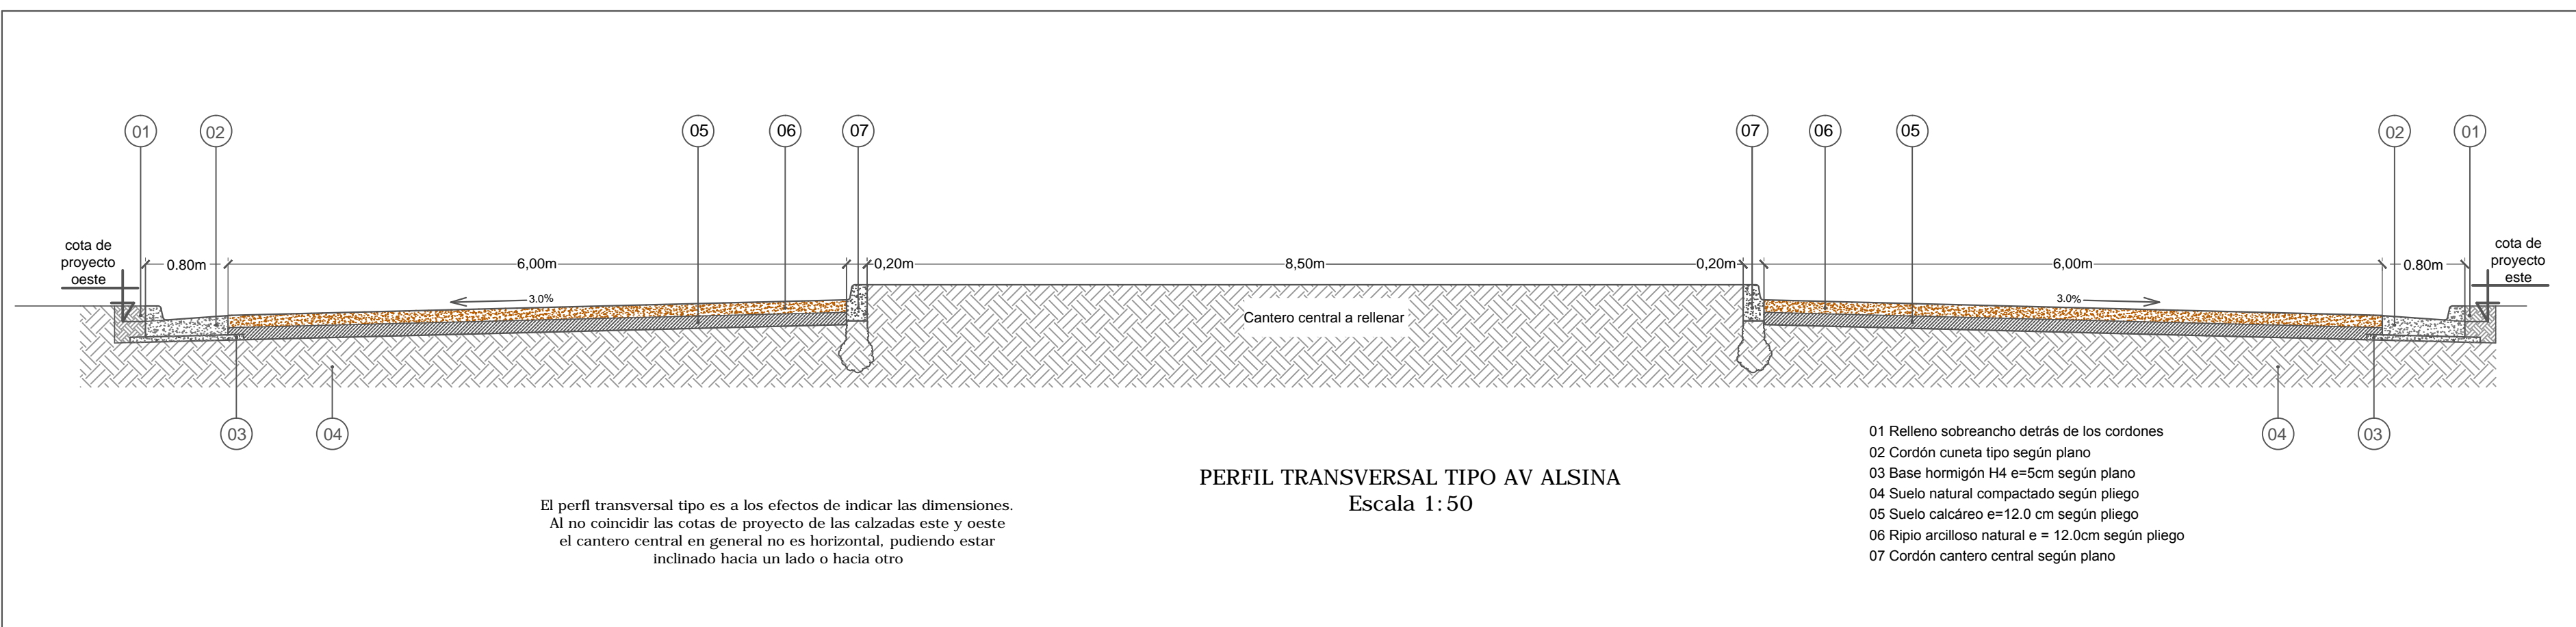 01
02
05
06
07
07
06
05
02
01
cota de
proyecto
oeste
0.80m
6,00m
0,20m
8,50m
0,20m
6,00m
0.80m
cota de
proyecto
este
3.0%
3.0%
Cantero central a rellenar
03
04
04
03
El perfl transversal tipo es a los efectos de indicar las dimensiones.
Al no coincidir las cotas de proyecto de las calzadas este y oeste
el cantero central en general no es horizontal, pudiendo estar
inclinado hacia un lado o hacia otro
PERFIL TRANSVERSAL TIPO AV ALSINA
Escala 1:50
01 Relleno sobreancho detrás de los cordones
02 Cordón cuneta tipo según plano
03 Base hormigón H4 e=5cm según plano
04 Suelo natural compactado según pliego
05 Suelo calcáreo e=12.0 cm según pliego
06 Ripio arcilloso natural e = 12.0cm según pliego
07 Cordón cantero central según plano